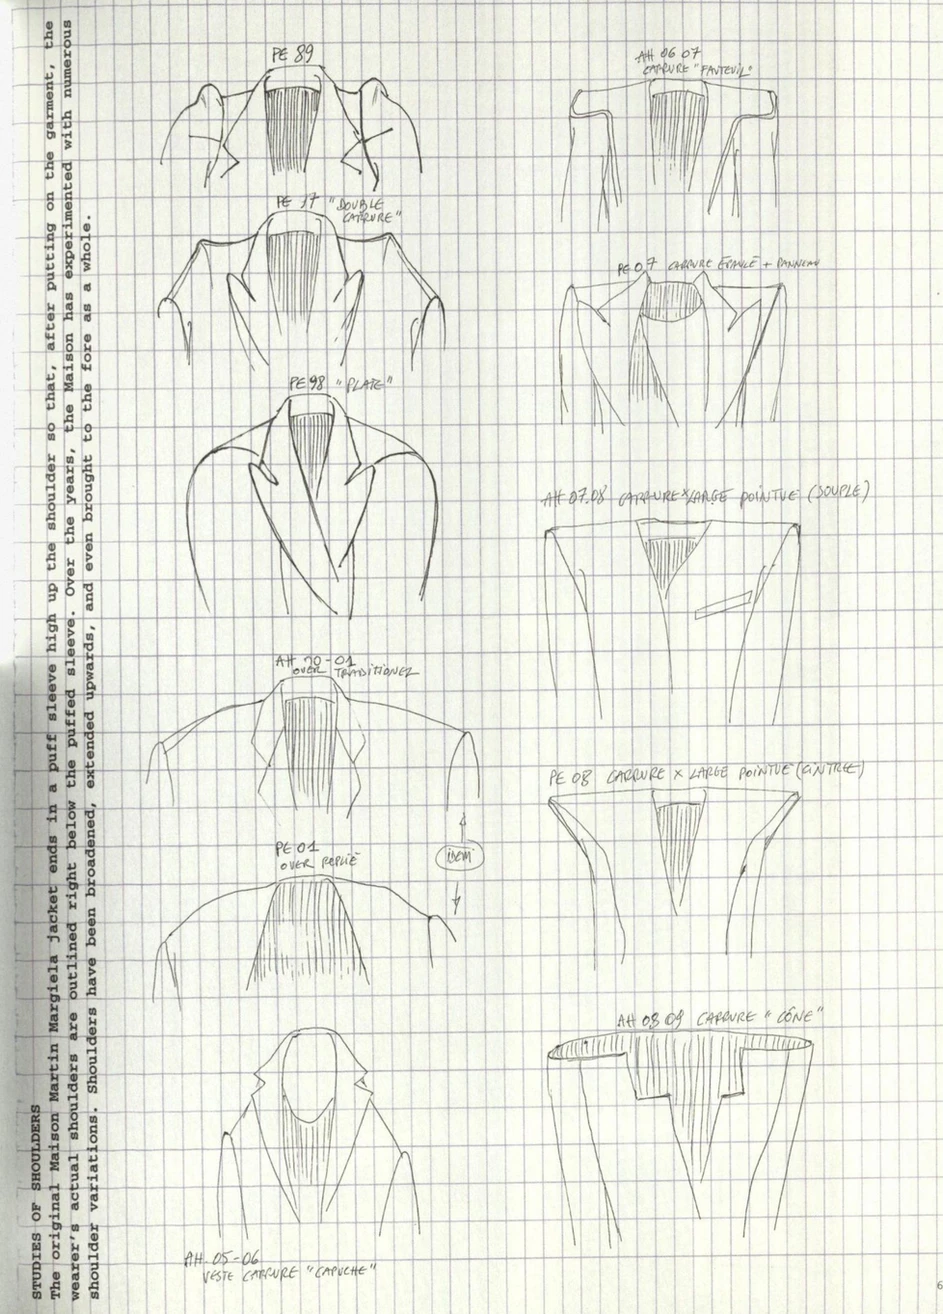 STUDIES OF SHOULDERS
The original Maison Martin Margiela jacket ends in a puff sleeve high up the shoulder so that, after putting on the garment, the
wearer's actual shoulders are outlined right below the puffed sleeve. Over the years, the Maison has experimented with numerous
shoulder variations. Shoulders have been broadened, extended upwards, and even brought to the fore as a whole.
PE 89
PE 97 "DOUBLE
CARRURE"
PE 98 "PLATE"
AH 00-01
OVER TRADITIONEL
PE 01
OVER REPLIÉ
idem
AH 05-06
VESTE CARRURE "CAPUCHE"
AH 06 07
CARRURE "FAUTEUIL"
PE 07 CARRURE ÉPAULE + PANNEAU
AH 07.08 CARRURE X LARGE POINTUE (SOUPLE)
PE 08 CARRURE X LARGE POINTUE (CINTREE)
AH 08 09 CARRURE "CÔNE"
6